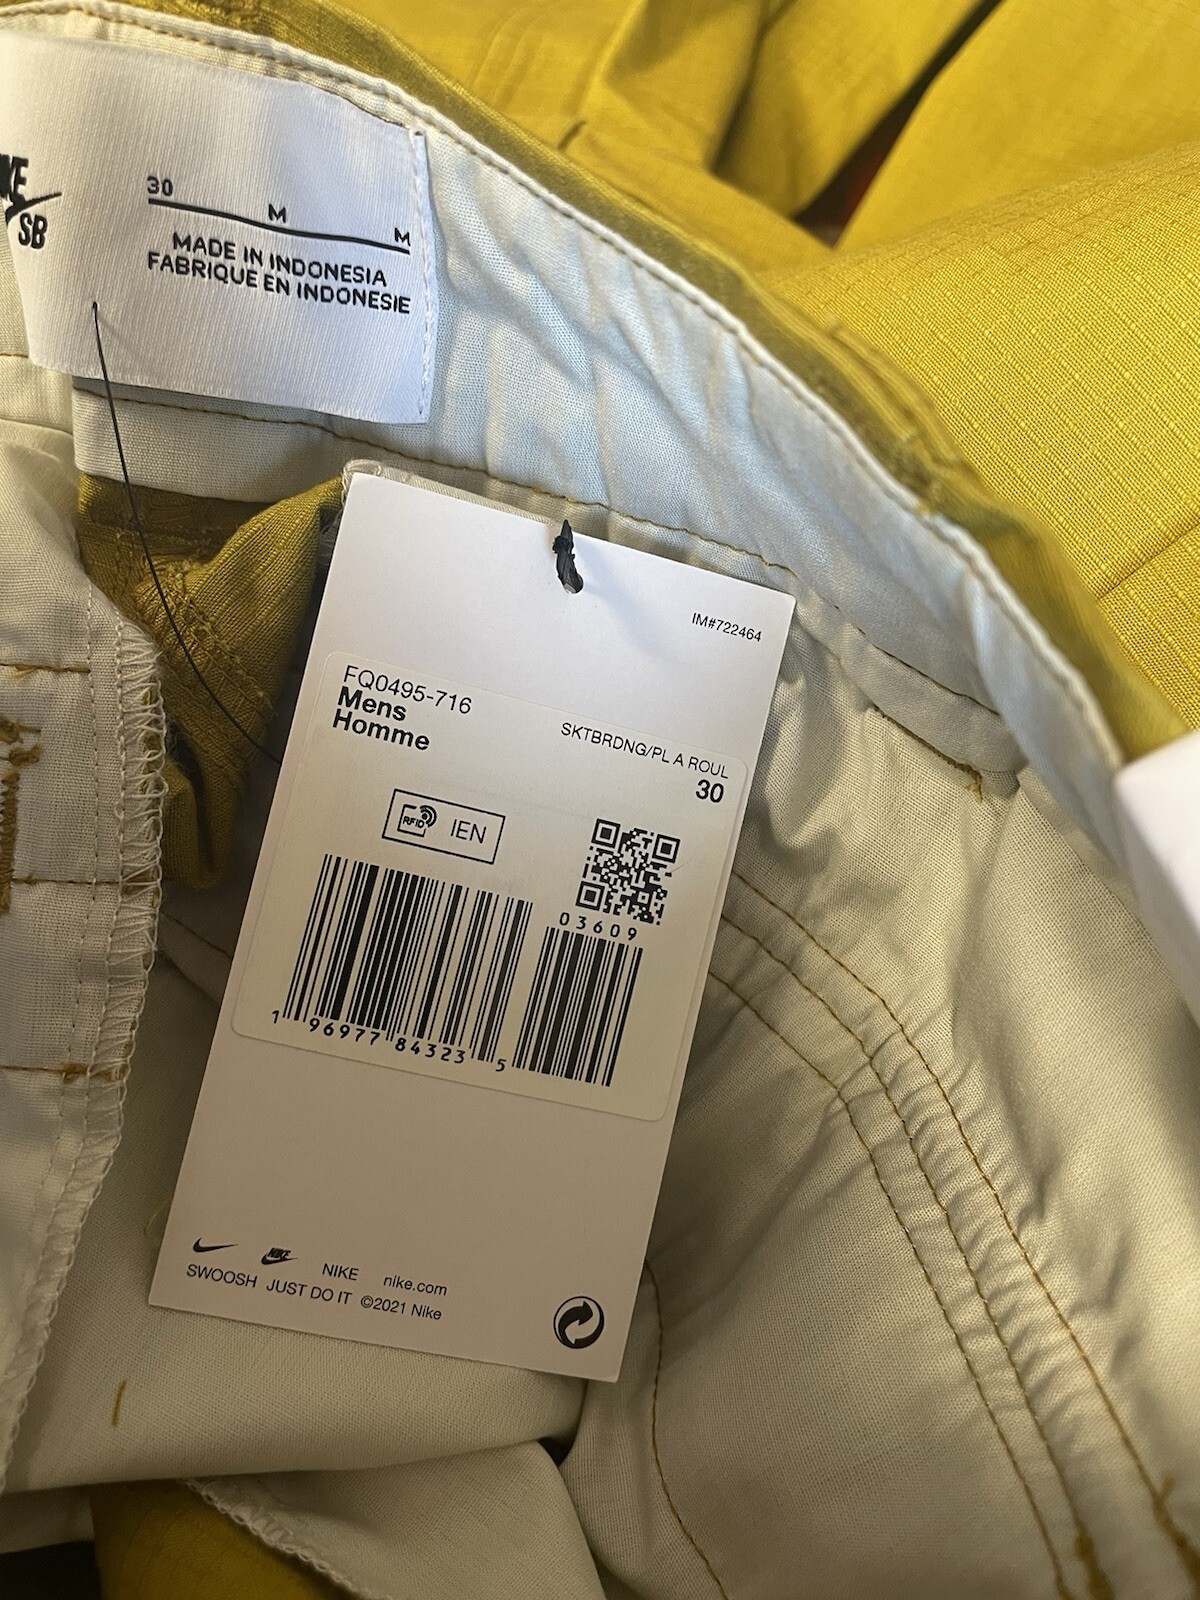 NIKE
SB
30
M
M
MADE IN INDONESIA
FABRIQUE EN INDONESIE
IM#722464
FQ0495-716
Mens
Homme
SKTBRDNG/PL A ROUL
30
RFID IEN
03609
1 96977 84323 5
NIKE
NIKE nike.com
SWOOSH JUST DO IT ©2021 Nike